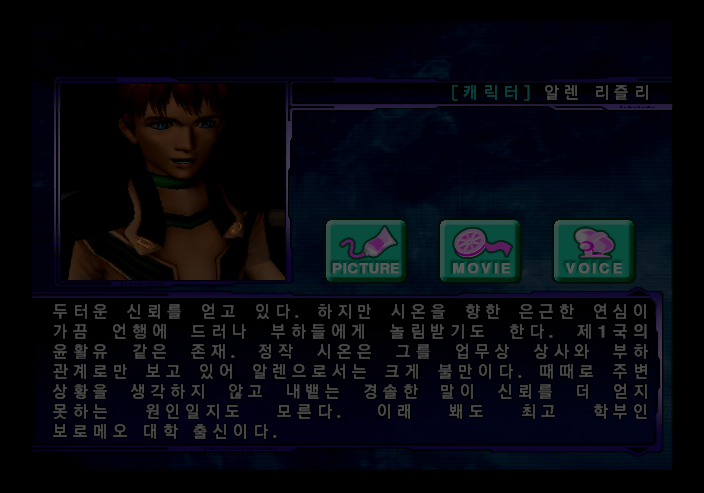 [캐릭터] 알렌 리즐리
PICTURE
MOVIE
VOICE
두터운 신뢰를 얻고 있다. 하지만 시온을 향한 은근한 연심이
가끔 언행에 드러나 부하들에게 놀림받기도 한다. 제1국의
윤활유 같은 존재. 정작 시온은 그를 업무상 상사와 부하
관계로만 보고 있어 알렌으로서는 크게 불만이다. 때때로 주변
상황을 생각하지 않고 내뱉는 경솔한 말이 신뢰를 더 얻지
못하는 원인일지도 모른다. 이래 봬도 최고 학부인
보로메오 대학 출신이다.